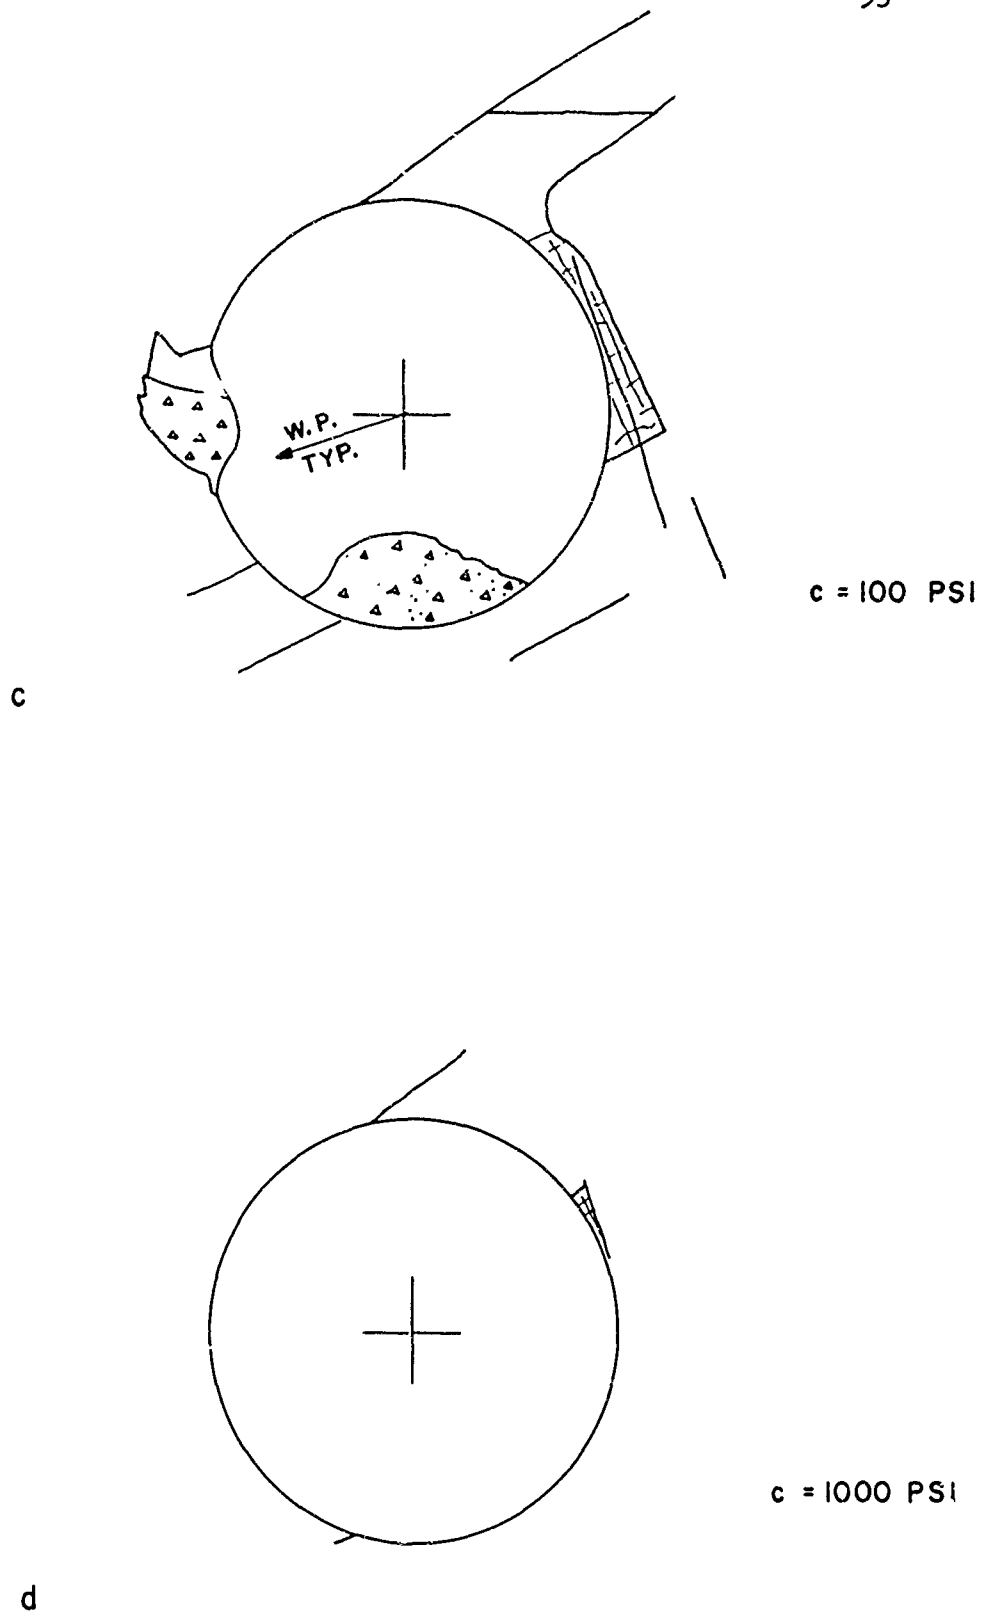 W.P.
TYP.
c = 100 PSI
c
c = 1000 PSI
d